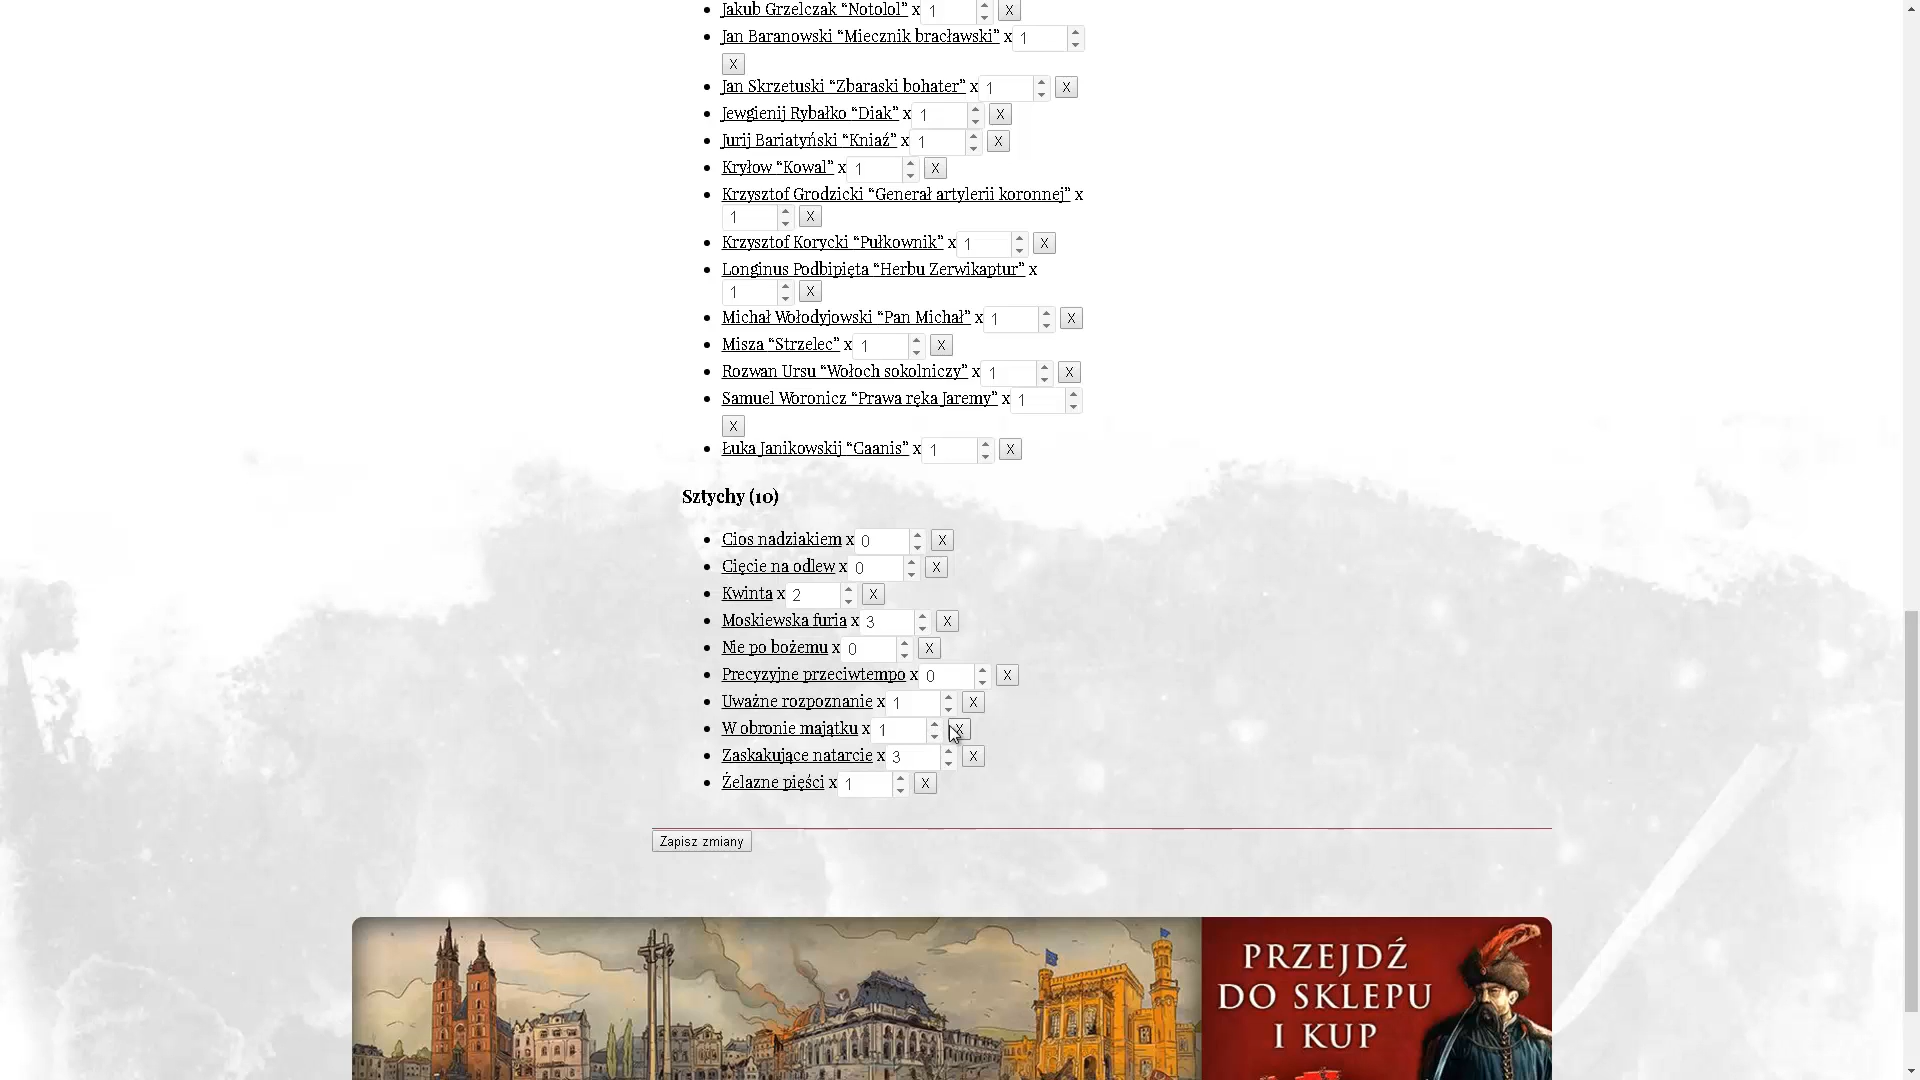 Jakub Grzelczak “Notolol” x 1 X
Jan Baranowski “Miecznik bracławski” x 1
X
Jan Skrzetuski “Zbaraski bohater” x 1 X
Jewgienij Rybałko “Diak” x 1 X
Jurij Bariatyński “Kniaź” x 1 X
Kryłow “Kowal” x 1 X
Krzysztof Grodzicki “Generał artylerii koronnej” x
1 X
Krzysztof Korycki “Pułkownik” x 1 X
Longinus Podbipięta “Herbu Zerwikaptur” x
1 X
Michał Wołodyjowski “Pan Michał” x 1 X
Misza “Strzelec” x 1 X
Rozwan Ursu “Wołoch sokolniczy” x 1 X
Samuel Woronicz “Prawa ręka Jaremy” x 1
X
Łuka Janikowskij “Caanis” x 1 X
Sztychy (10)
Cios nadziakiem x 0 X
Cięcie na odlew x 0 X
Kwinta x 2 X
Moskiewska furia x 3 X
Nie po bożemu x 0 X
Precyzyjne przeciwtempo x 0 X
Uważne rozpoznanie x 1 X
W obronie majątku x 1 X
Zaskakujące natarcie x 3 X
Żelazne pięści x 1 X
Zapisz zmiany
PRZEJDŹ
DO SKLEPU
I KUP